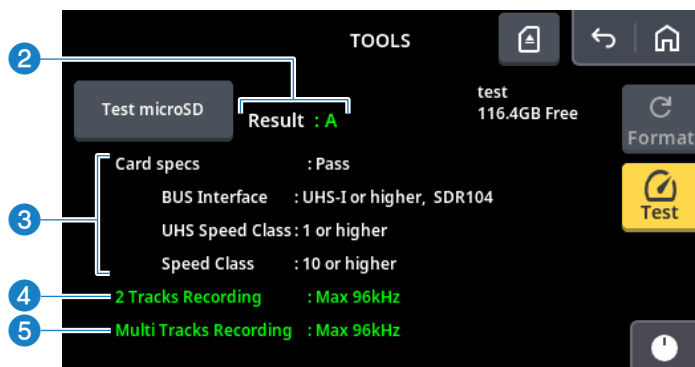 TOOLS
2
Test microSD
Result : A
test
116.4GB Free
Format
Card specs : Pass
BUS Interface : UHS-I or higher, SDR104
Test
3
UHS Speed Class : 1 or higher
Speed Class : 10 or higher
4
2 Tracks Recording : Max 96kHz
5
Multi Tracks Recording : Max 96kHz